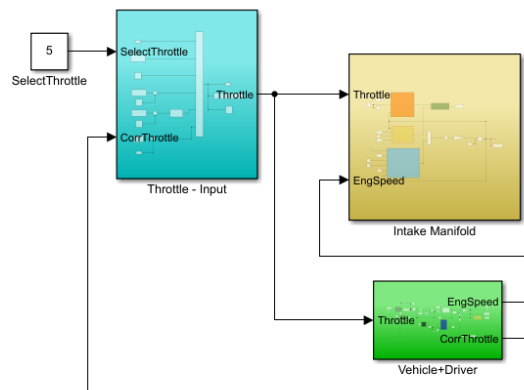 5
SelectThrottle
SelectThrottle
CorrThrottle
Throttle
Throttle - Input
Throttle
EngSpeed
Intake Manifold
Throttle
EngSpeed
CorrThrottle
Vehicle+Driver